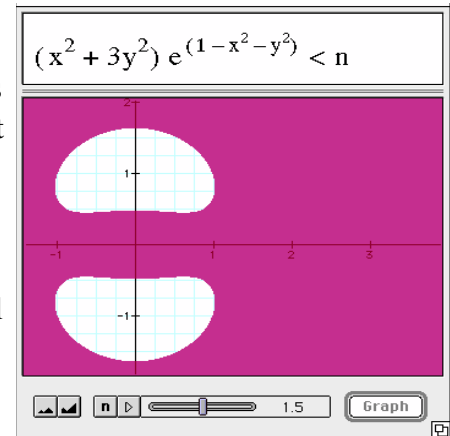 (x² + 3y²) e^(1 − x² − y²) < n
2
t
1
-1 1 2 3
-1
n 1.5 Graph